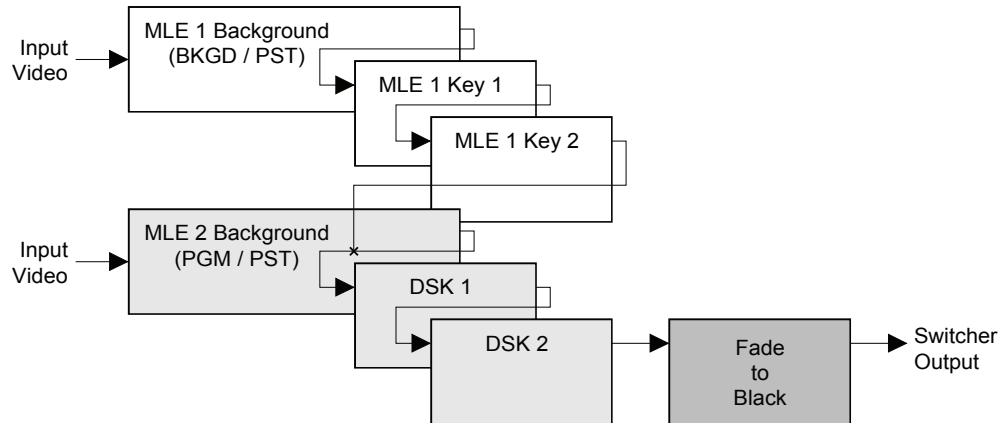 Input
Video
MLE 1 Background
(BKGD / PST)
MLE 1 Key 1
MLE 1 Key 2
Input
Video
MLE 2 Background
(PGM / PST)
DSK 1
DSK 2
Fade
to
Black
Switcher
Output